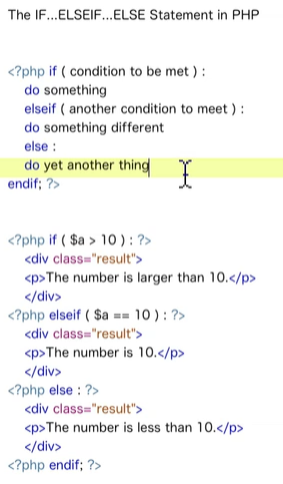 The IF...ELSEIF...ELSE Statement in PHP
<?php if ( condition to be met ) :
do something
elseif ( another condition to meet ) :
do something different
else :
do yet another thing
endif; ?>
<?php if ( $a > 10 ) : ?>
<div class="result">
<p>The number is larger than 10.</p>
</div>
<?php elseif ( $a == 10 ) : ?>
<div class="result">
<p>The number is 10.</p>
</div>
<?php else : ?>
<div class="result">
<p>The number is less than 10.</p>
</div>
<?php endif; ?>